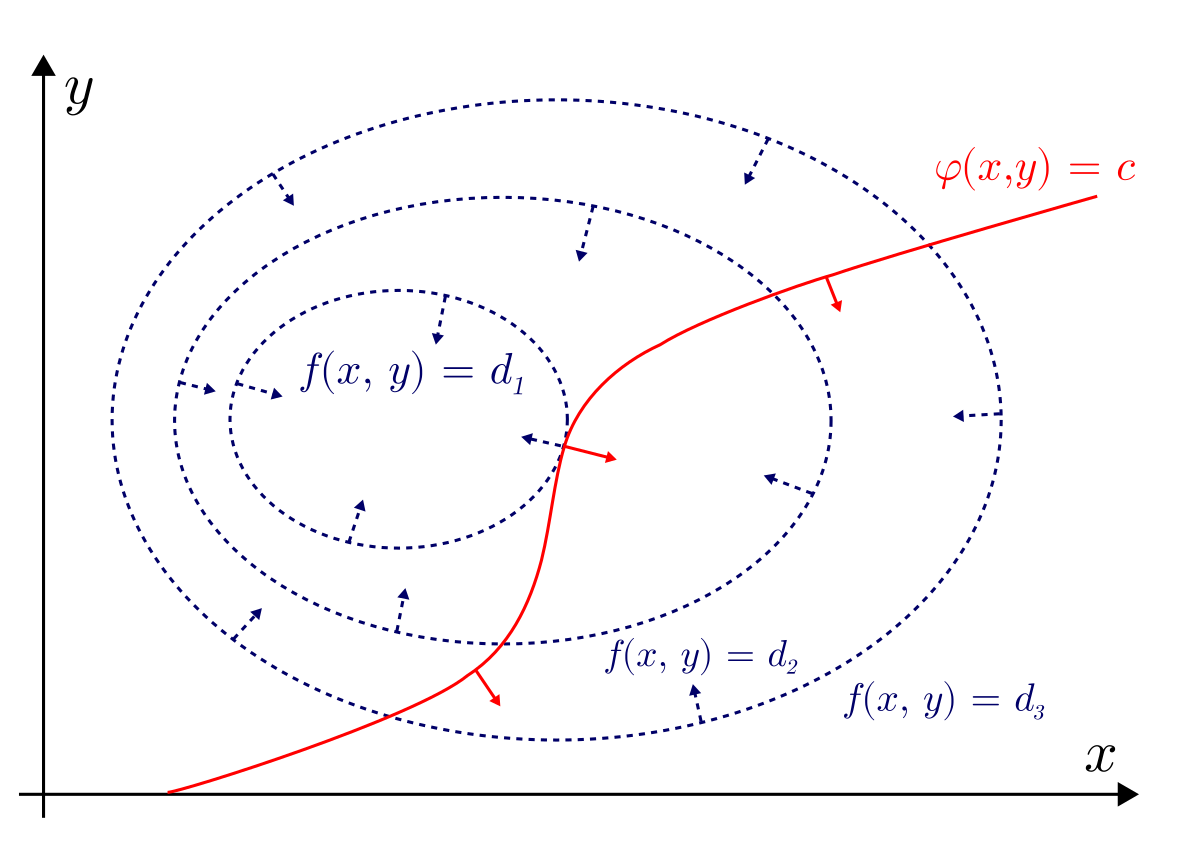 y
φ(x,y) = c
f(x, y) = d₁
f(x, y) = d₂
f(x, y) = d₃
x